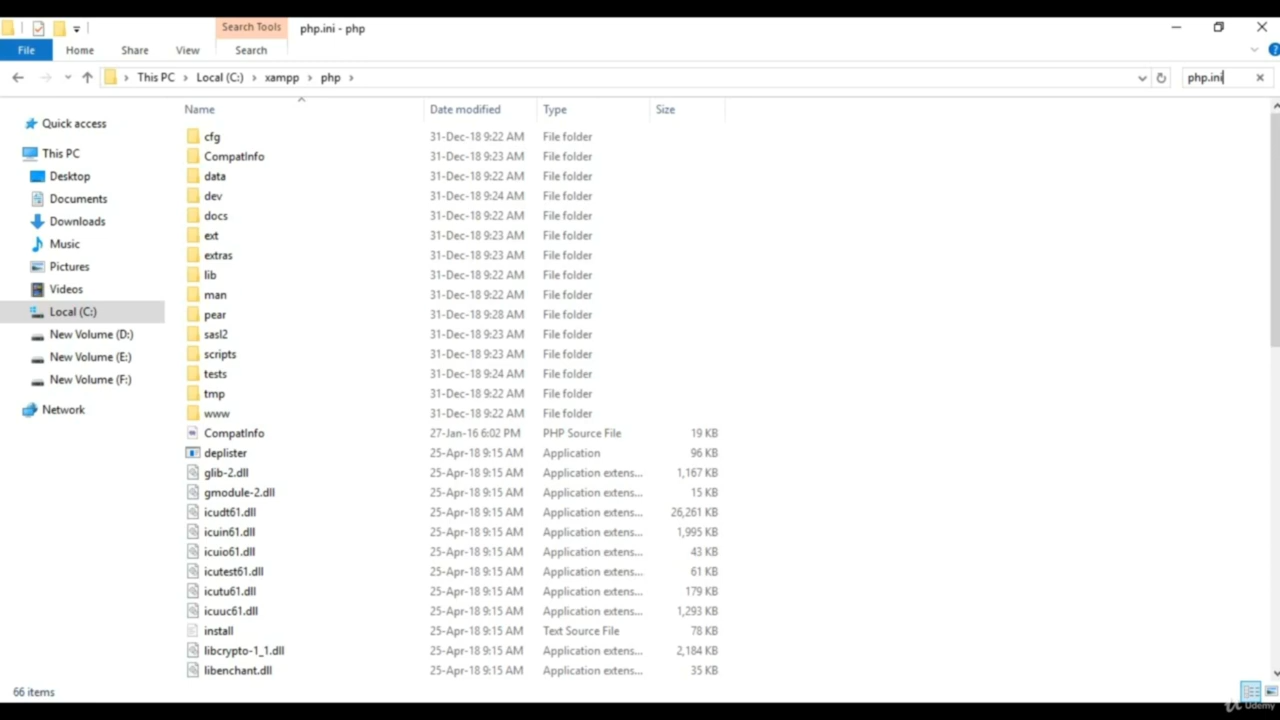 Search Tools
php.ini - php
File Home Share View Search
This PC Local (C:) xampp php
php.ini
Name Date modified Type Size
Quick access
This PC
Desktop
Documents
Downloads
Music
Pictures
Videos
Local (C:)
New Volume (D:)
New Volume (E:)
New Volume (F:)
Network
cfg 31-Dec-18 9:22 AM File folder
CompatInfo 31-Dec-18 9:23 AM File folder
data 31-Dec-18 9:22 AM File folder
dev 31-Dec-18 9:24 AM File folder
docs 31-Dec-18 9:22 AM File folder
ext 31-Dec-18 9:23 AM File folder
extras 31-Dec-18 9:23 AM File folder
lib 31-Dec-18 9:22 AM File folder
man 31-Dec-18 9:22 AM File folder
pear 31-Dec-18 9:28 AM File folder
sasl2 31-Dec-18 9:23 AM File folder
scripts 31-Dec-18 9:23 AM File folder
tests 31-Dec-18 9:24 AM File folder
tmp 31-Dec-18 9:22 AM File folder
www 31-Dec-18 9:22 AM File folder
CompatInfo 27-Jan-16 6:02 PM PHP Source File 19 KB
deplister 25-Apr-18 9:15 AM Application 96 KB
glib-2.dll 25-Apr-18 9:15 AM Application extens... 1,167 KB
gmodule-2.dll 25-Apr-18 9:15 AM Application extens... 15 KB
icudt61.dll 25-Apr-18 9:15 AM Application extens... 26,261 KB
icuin61.dll 25-Apr-18 9:15 AM Application extens... 1,995 KB
icuio61.dll 25-Apr-18 9:15 AM Application extens... 43 KB
icutest61.dll 25-Apr-18 9:15 AM Application extens... 61 KB
icutu61.dll 25-Apr-18 9:15 AM Application extens... 179 KB
icuuc61.dll 25-Apr-18 9:15 AM Application extens... 1,293 KB
install 25-Apr-18 9:15 AM Text Source File 78 KB
libcrypto-1_1.dll 25-Apr-18 9:15 AM Application extens... 2,184 KB
libenchant.dll 25-Apr-18 9:15 AM Application extens... 35 KB
66 items
Udemy